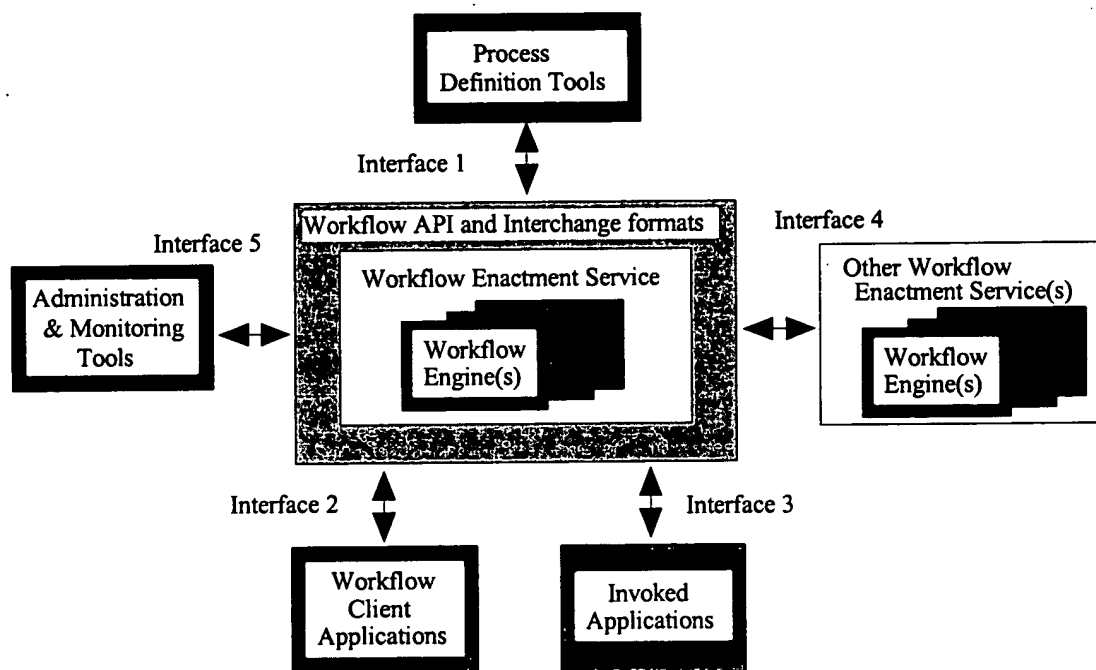 Process
Definition Tools
Interface 1
Workflow API and Interchange formats
Interface 5
Interface 4
Workflow Enactment Service
Other Workflow
Enactment Service(s)
Administration
& Monitoring
Tools
Workflow
Engine(s)
Workflow
Engine(s)
Interface 2
Interface 3
Workflow
Client
Applications
Invoked
Applications